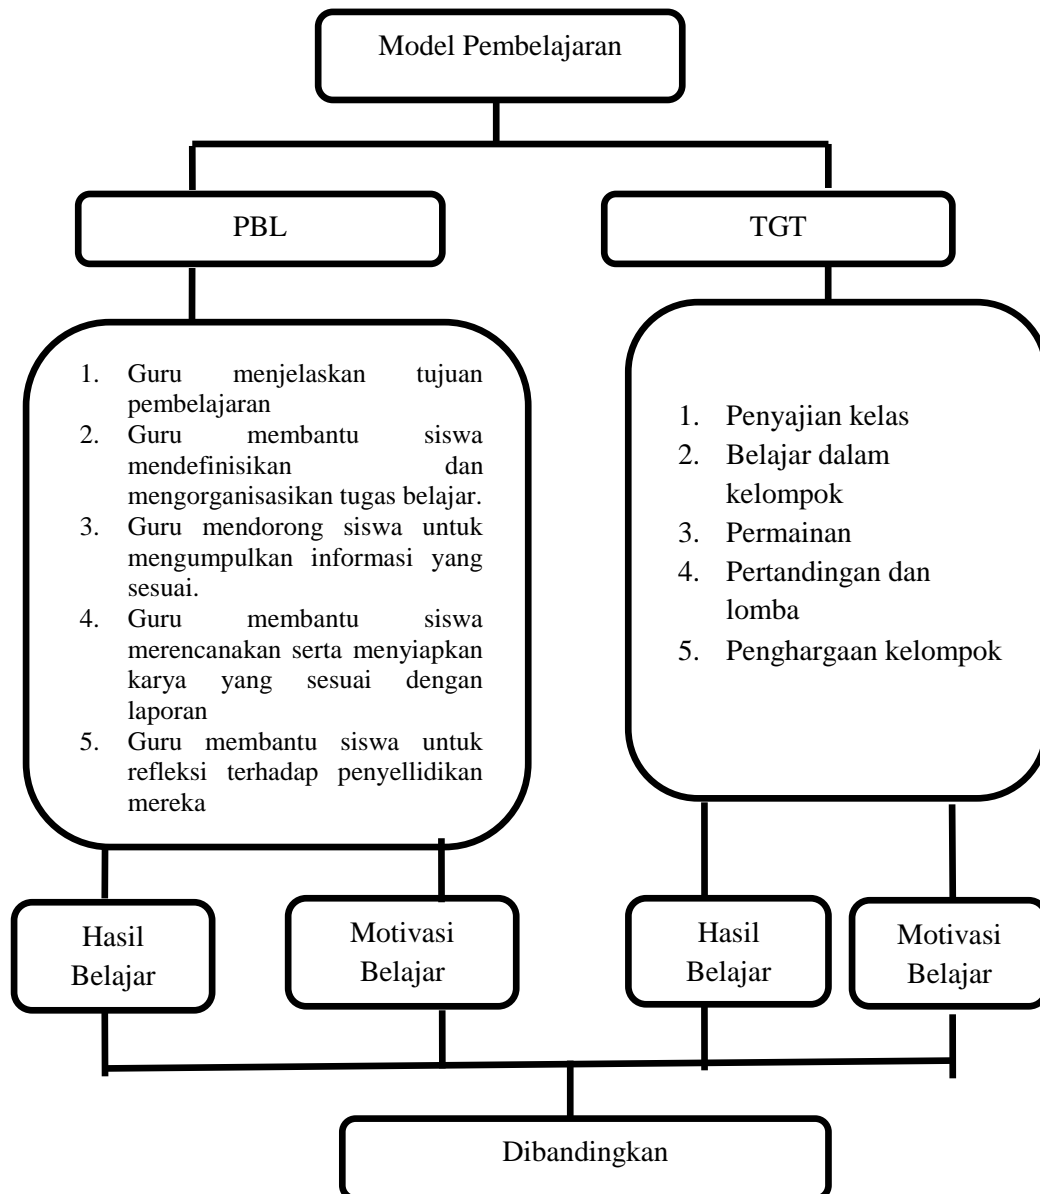 Model Pembelajaran
PBL
TGT
1. Guru menjelaskan tujuan
pembelajaran
2. Guru membantu siswa
mendefinisikan dan
mengorganisasikan tugas belajar.
3. Guru mendorong siswa untuk
mengumpulkan informasi yang
sesuai.
4. Guru membantu siswa
merencanakan serta menyiapkan
karya yang sesuai dengan
laporan
5. Guru membantu siswa untuk
refleksi terhadap penyellidikan
mereka
1. Penyajian kelas
2. Belajar dalam
kelompok
3. Permainan
4. Pertandingan dan
lomba
5. Penghargaan kelompok
Hasil
Belajar
Motivasi
Belajar
Hasil
Belajar
Motivasi
Belajar
Dibandingkan